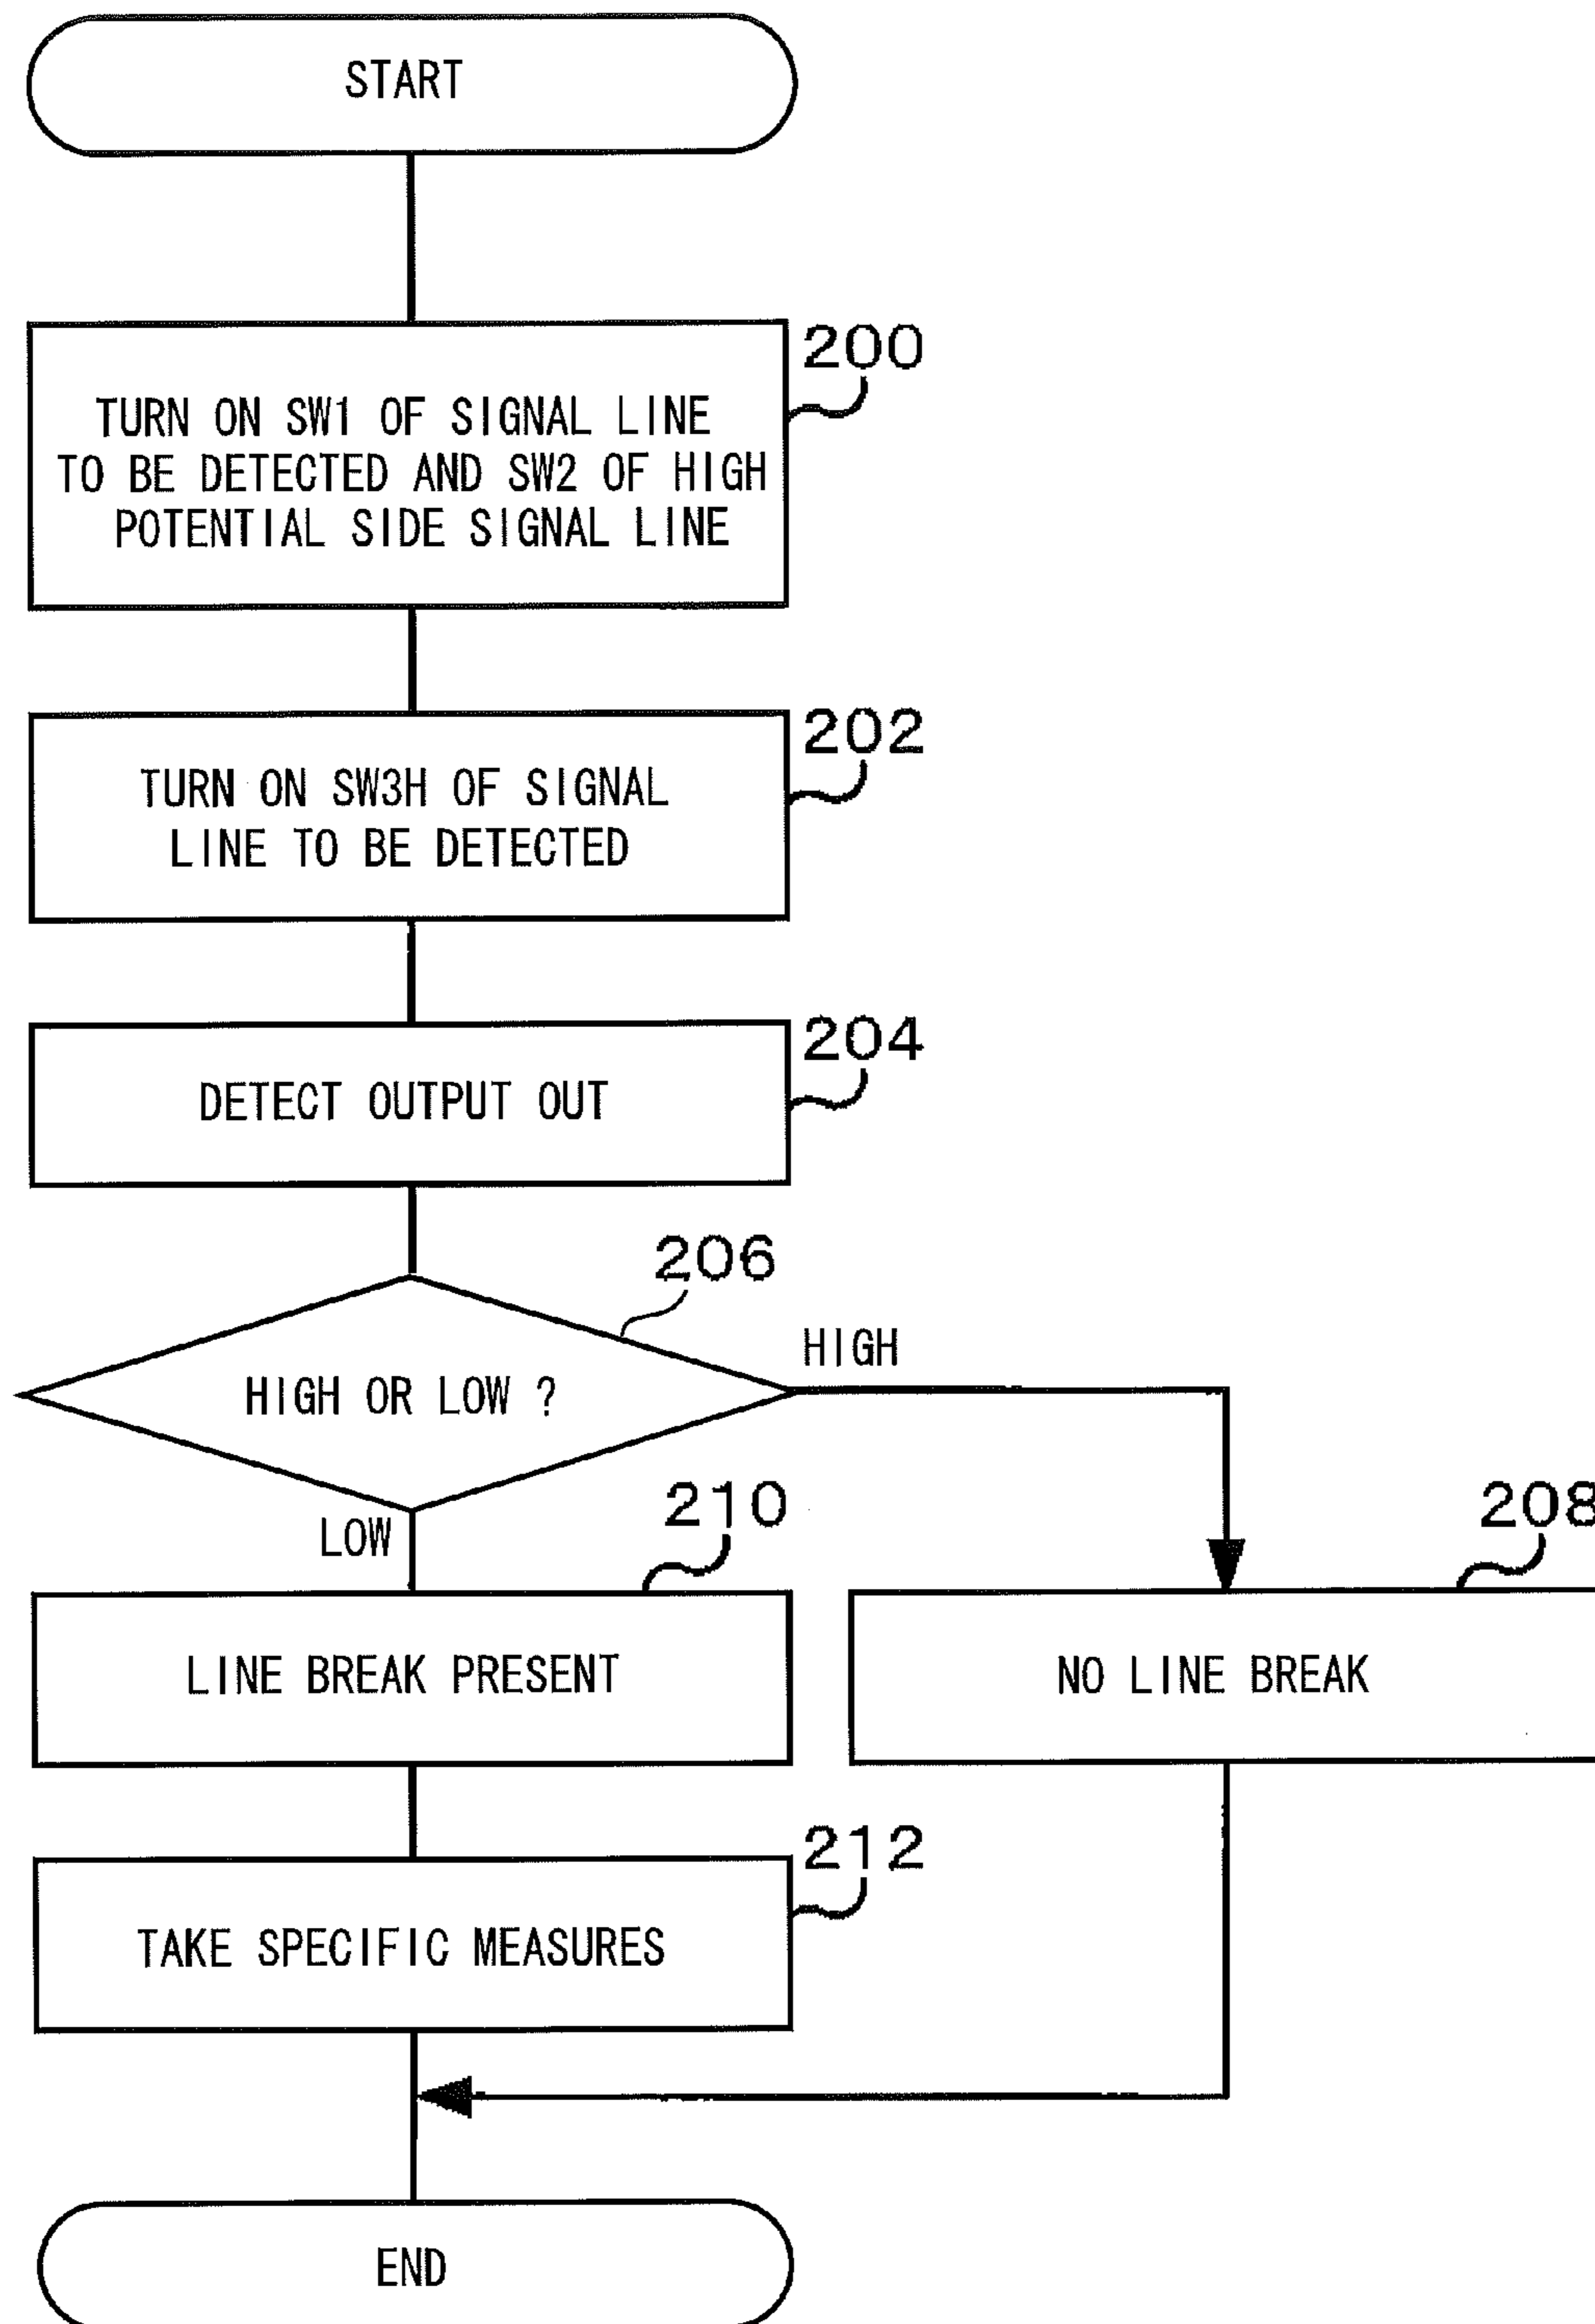 START
200
TURN ON SW1 OF SIGNAL LINE
TO BE DETECTED AND SW2 OF HIGH
POTENTIAL SIDE SIGNAL LINE
202
TURN ON SW3H OF SIGNAL
LINE TO BE DETECTED
204
DETECT OUTPUT OUT
206
HIGH OR LOW ?
HIGH
LOW
210
LINE BREAK PRESENT
208
NO LINE BREAK
212
TAKE SPECIFIC MEASURES
END